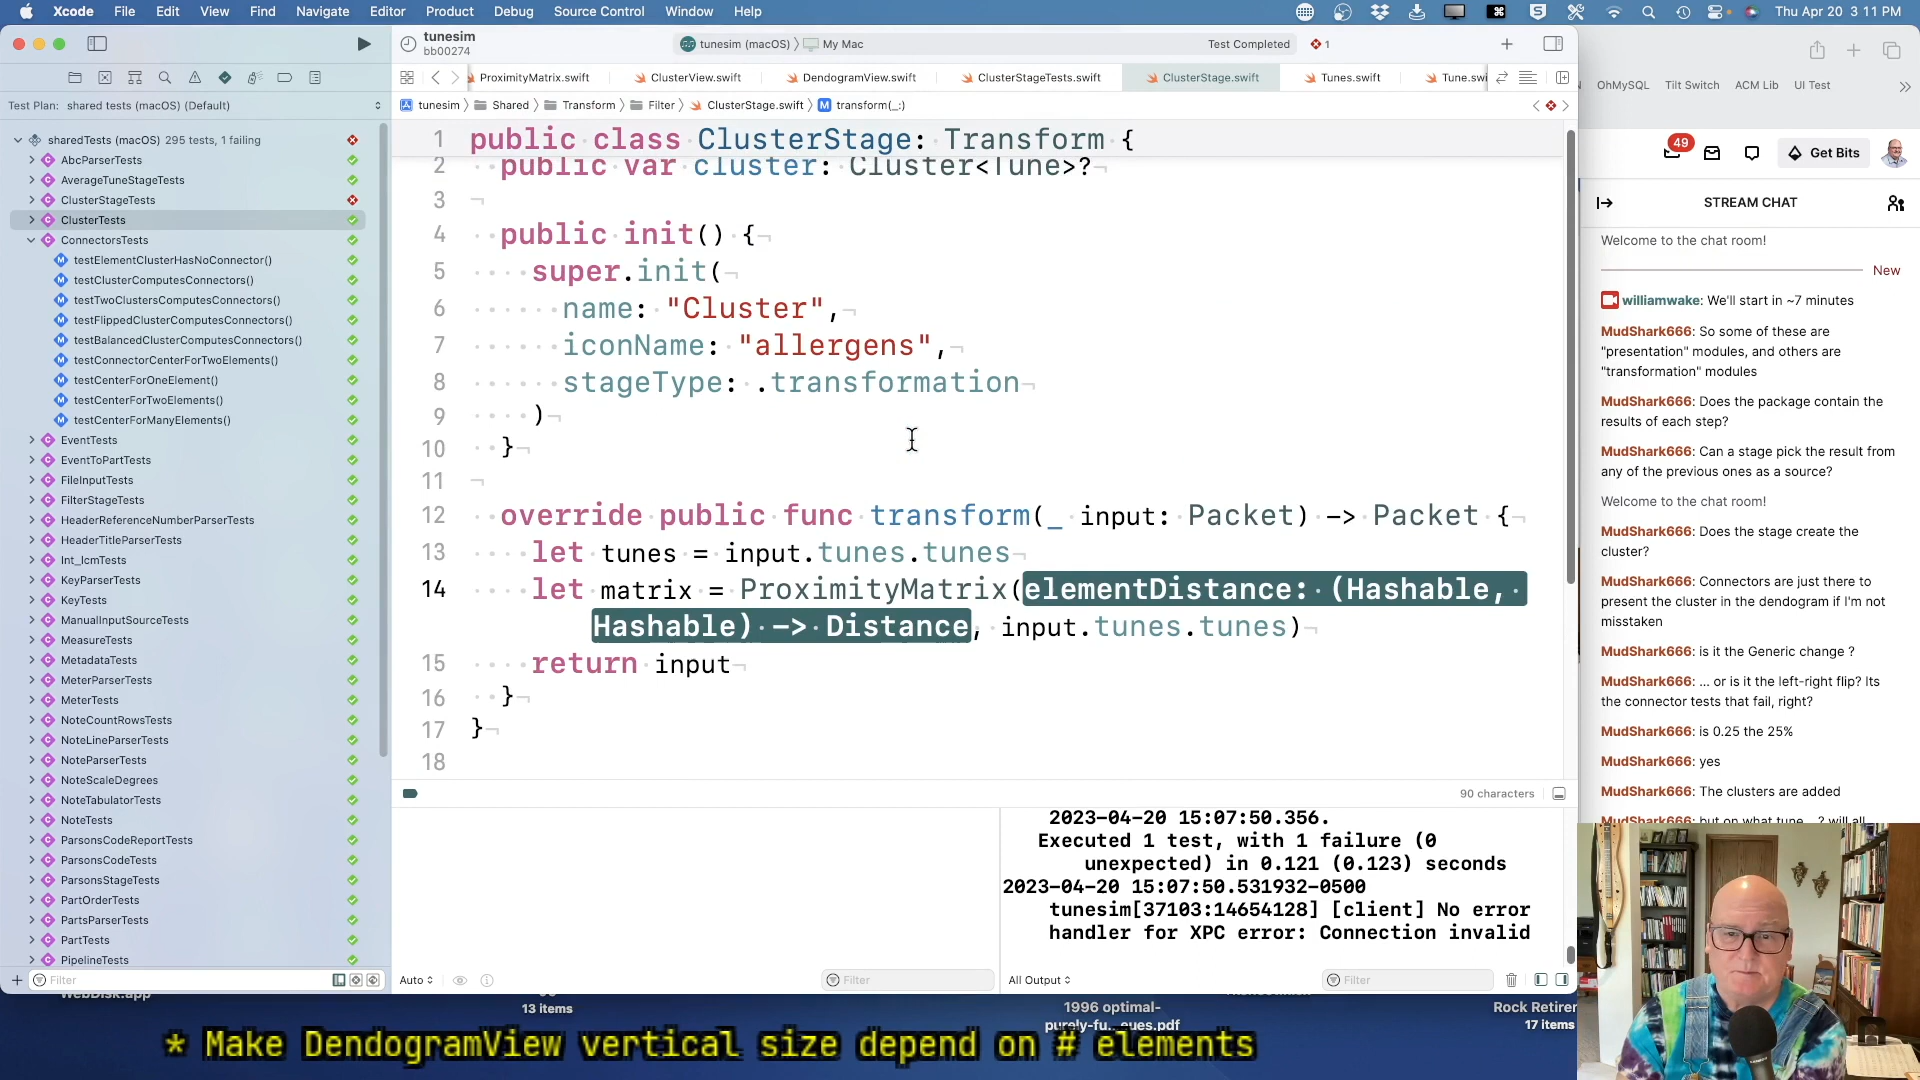 Xcode File Edit View Find Navigate Editor Product Debug Source Control Window Help Thu Apr 20 3 11 PM
tunesim
bb00274
tunesim (macOS) My Mac Test Completed 1
ProximityMatrix.swift ClusterView.swift DendogramView.swift ClusterStageTests.swift ClusterStage.swift Tunes.swift Tune.swi
Test Plan: shared tests (macOS) (Default)
tunesim Shared Transform Filter ClusterStage.swift M transform(_:)
sharedTests (macOS) 295 tests, 1 failing
AbcParserTests
AverageTuneStageTests
ClusterStageTests
ClusterTests
ConnectorsTests
testElementClusterHasNoConnector()
testClusterComputesConnectors()
testTwoClustersComputesConnectors()
testFlippedClusterComputesConnectors()
testBalancedClusterComputesConnectors()
testConnectorCenterForTwoElements()
testCenterForOneElement()
testCenterForTwoElements()
testCenterForManyElements()
EventTests
EventToPartTests
FileInputTests
FilterStageTests
HeaderReferenceNumberParserTests
HeaderTitleParserTests
Int_lcmTests
KeyParserTests
KeyTests
ManualInputSourceTests
MeasureTests
MetadataTests
MeterParserTests
MeterTests
NoteCountRowsTests
NoteLineParserTests
NoteParserTests
NoteScaleDegrees
NoteTabulatorTests
NoteTests
ParsonsCodeReportTests
ParsonsCodeTests
ParsonsStageTests
PartOrderTests
PartsParserTests
PartTests
PipelineTests
Filter
1 public class ClusterStage: Transform {
2 public var cluster: Cluster<Tune>?
3
4 public init() {
5 super.init(
6 name: "Cluster",
7 iconName: "allergens",
8 stageType: .transformation
9 )
10 }
11
12 override public func transform(_ input: Packet) -> Packet {
13 let tunes = input.tunes.tunes
14 let matrix = ProximityMatrix(elementDistance: (Hashable,
Hashable) -> Distance, input.tunes.tunes)
15 return input
16 }
17 }
18
90 characters
2023-04-20 15:07:50.356.
Executed 1 test, with 1 failure (0
unexpected) in 0.121 (0.123) seconds
2023-04-20 15:07:50.531932-0500
tunesim[37103:14654128] [client] No error
handler for XPC error: Connection invalid
Auto Filter All Output Filter
OhMySQL Tilt Switch ACM Lib UI Test
49 Get Bits
STREAM CHAT
Welcome to the chat room!
New
williamwake: We'll start in ~7 minutes
MudShark666: So some of these are
"presentation" modules, and others are
"transformation" modules
MudShark666: Does the package contain the
results of each step?
MudShark666: Can a stage pick the result from
any of the previous ones as a source?
Welcome to the chat room!
MudShark666: Does the stage create the
cluster?
MudShark666: Connectors are just there to
present the cluster in the dendogram if I'm not
misstaken
MudShark666: is it the Generic change ?
MudShark666: ... or is it the left-right flip? Its
the connector tests that fail, right?
MudShark666: is 0.25 the 25%
MudShark666: yes
MudShark666: The clusters are added
MudShark666: but on what tune...? will all
WebDisk.app
13 items
1996 optimal-
purely-fu...eues.pdf
Rock Retirer
17 items
* Make DendogramView vertical size depend on # elements